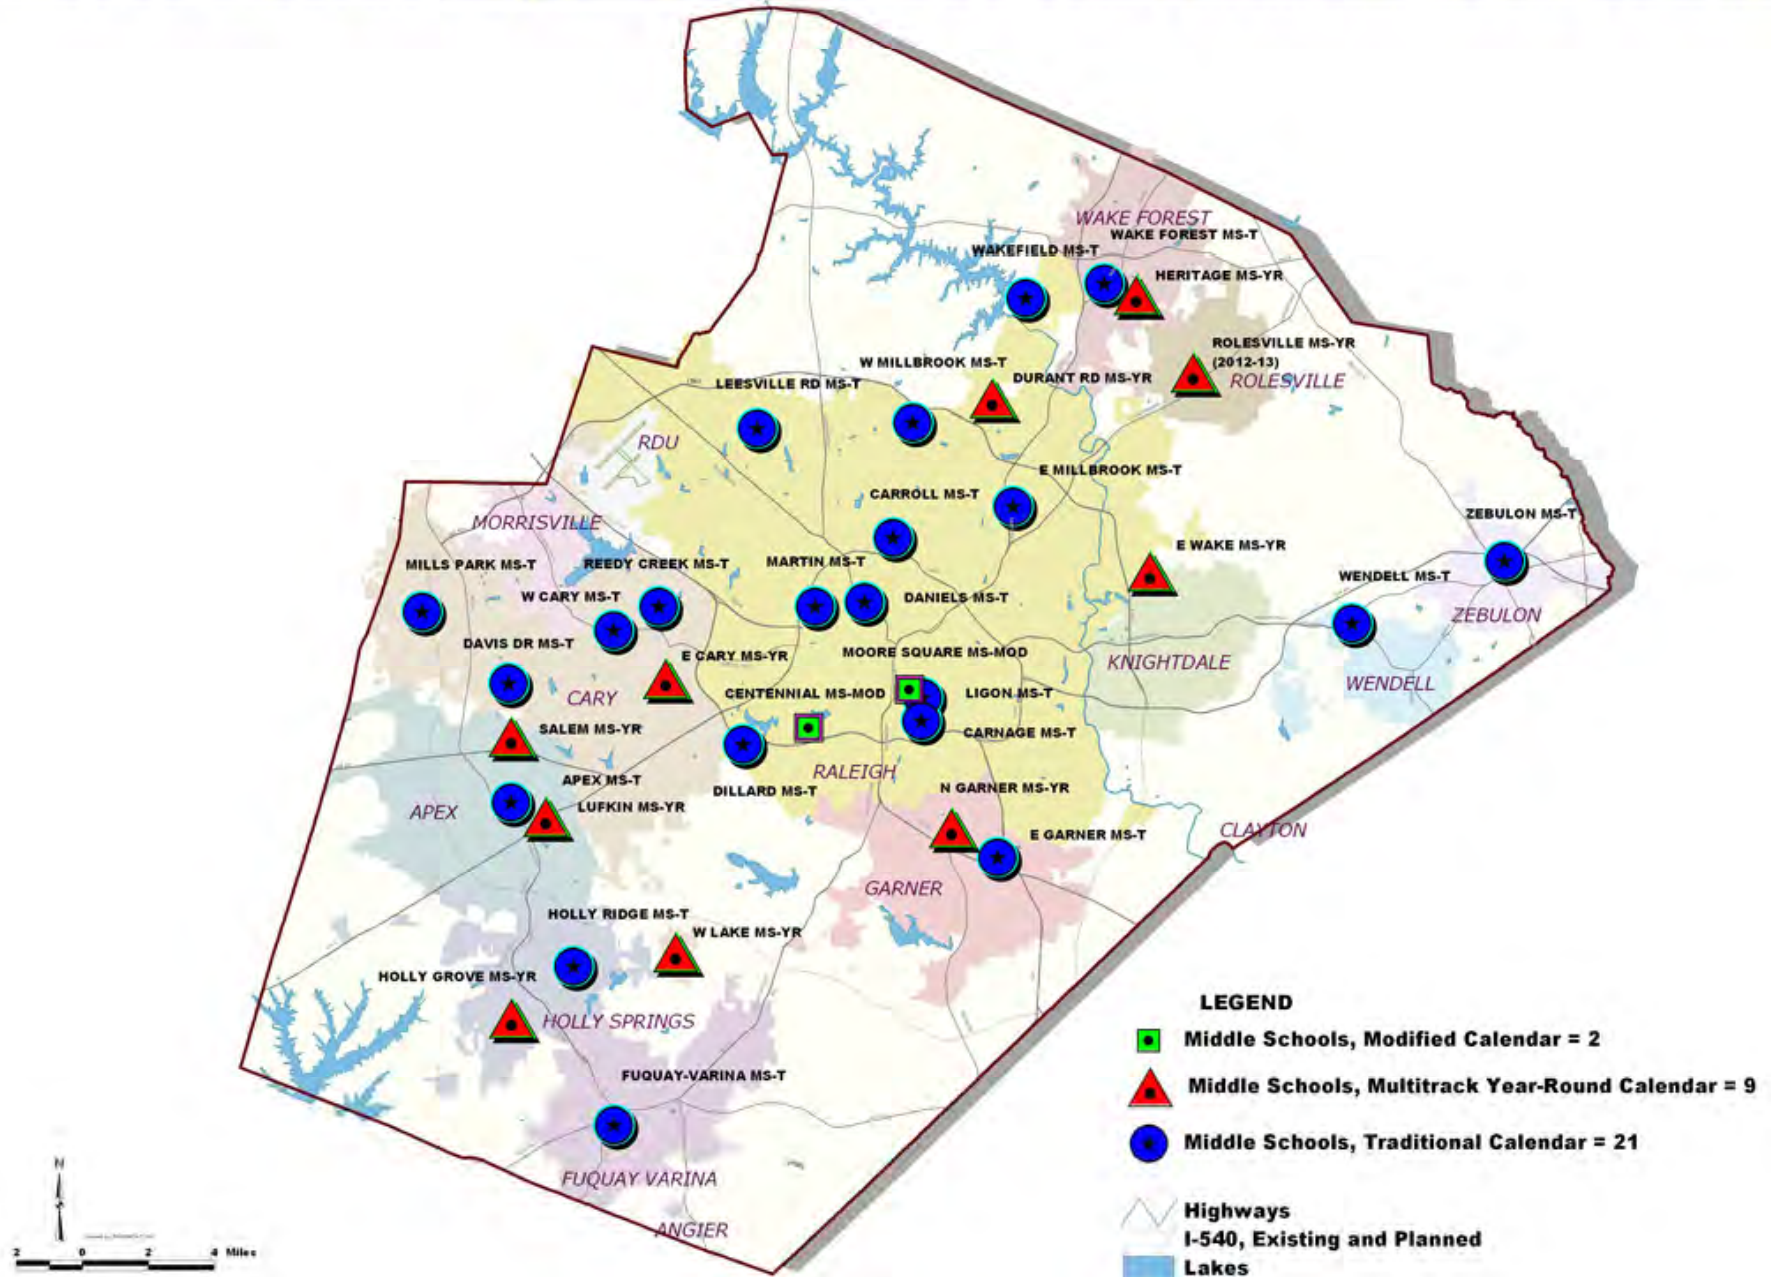 WAKE FOREST
WAKE FOREST MS-T
WAKEFIELD MS-T
HERITAGE MS-YR
ROLESVILLE MS-YR
(2012-13)
ROLESVILLE
W MILLBROOK MS-T
DURANT RD MS-YR
LEESVILLE RD MS-T
RDU
E MILLBROOK MS-T
CARROLL MS-T
ZEBULON MS-T
MORRISVILLE
E WAKE MS-YR
MILLS PARK MS-T
REEDY CREEK MS-T
MARTIN MS-T
WENDELL MS-T
W CARY MS-T
DANIELS MS-T
ZEBULON
DAVIS DR MS-T
E CARY MS-YR
MOORE SQUARE MS-MOD
KNIGHTDALE
WENDELL
CARY
CENTENNIAL MS-MOD
LIGON MS-T
SALEM MS-YR
CARNAGE MS-T
RALEIGH
APEX MS-T
DILLARD MS-T
N GARNER MS-YR
LUFKIN MS-YR
APEX
E GARNER MS-T
CLAYTON
GARNER
HOLLY RIDGE MS-T
W LAKE MS-YR
HOLLY GROVE MS-YR
HOLLY SPRINGS
FUQUAY-VARINA MS-T
FUQUAY VARINA
ANGIER
LEGEND
Middle Schools, Modified Calendar = 2
Middle Schools, Multitrack Year-Round Calendar = 9
Middle Schools, Traditional Calendar = 21
Highways
I-540, Existing and Planned
Lakes
N
S
2 0 2 4 Miles